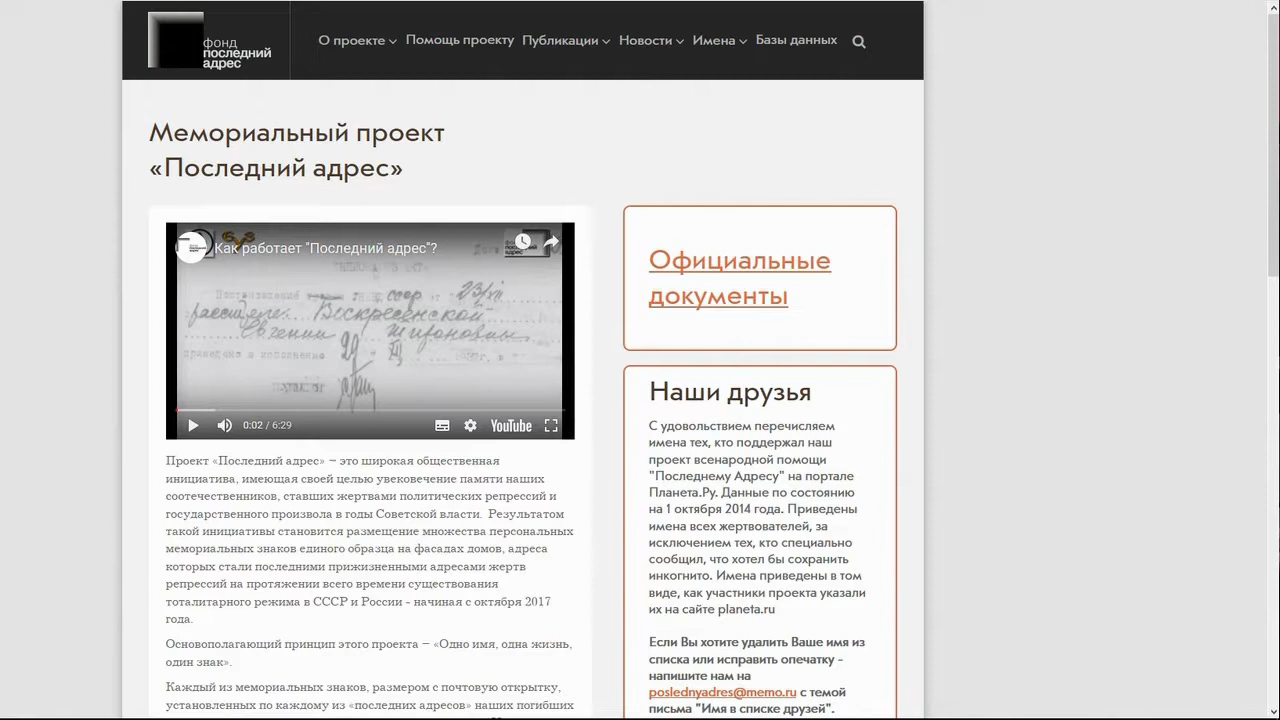 фонд
последний
адрес
О проекте
Помощь проекту
Публикации
Новости
Имена
Базы данных
Мемориальный проект
«Последний адрес»
Как работает "Последний адрес"?
Воскресенской
0:02 / 6:29
YouTube
Проект «Последний адрес» – это широкая общественная
инициатива, имеющая своей целью увековечение памяти наших
соотечественников, ставших жертвами политических репрессий и
государственного произвола в годы Советской власти. Результатом
такой инициативы становится размещение множества персональных
мемориальных знаков единого образца на фасадах домов, адреса
которых стали последними прижизненными адресами жертв
репрессий на протяжении всего времени существования
тоталитарного режима в СССР и России - начиная с октября 2017
года.
Основополагающий принцип этого проекта – «Одно имя, одна жизнь,
один знак».
Каждый из мемориальных знаков, размером с почтовую открытку,
установленных по каждому из «последних адресов» наших погибших
Официальные
документы
Наши друзья
С удовольствием перечисляем
имена тех, кто поддержал наш
проект всенародной помощи
"Последнему Адресу" на портале
Планета.Ру. Данные по состоянию
на 1 октября 2014 года. Приведены
имена всех жертвователей, за
исключением тех, кто специально
сообщил, что хотел бы сохранить
инкогнито. Имена приведены в том
виде, как участники проекта указали
их на сайте planeta.ru
Если Вы хотите удалить Ваше имя из
списка или исправить опечатку -
напишите нам на
poslednyadres@memo.ru с темой
письма "Имя в списке друзей".